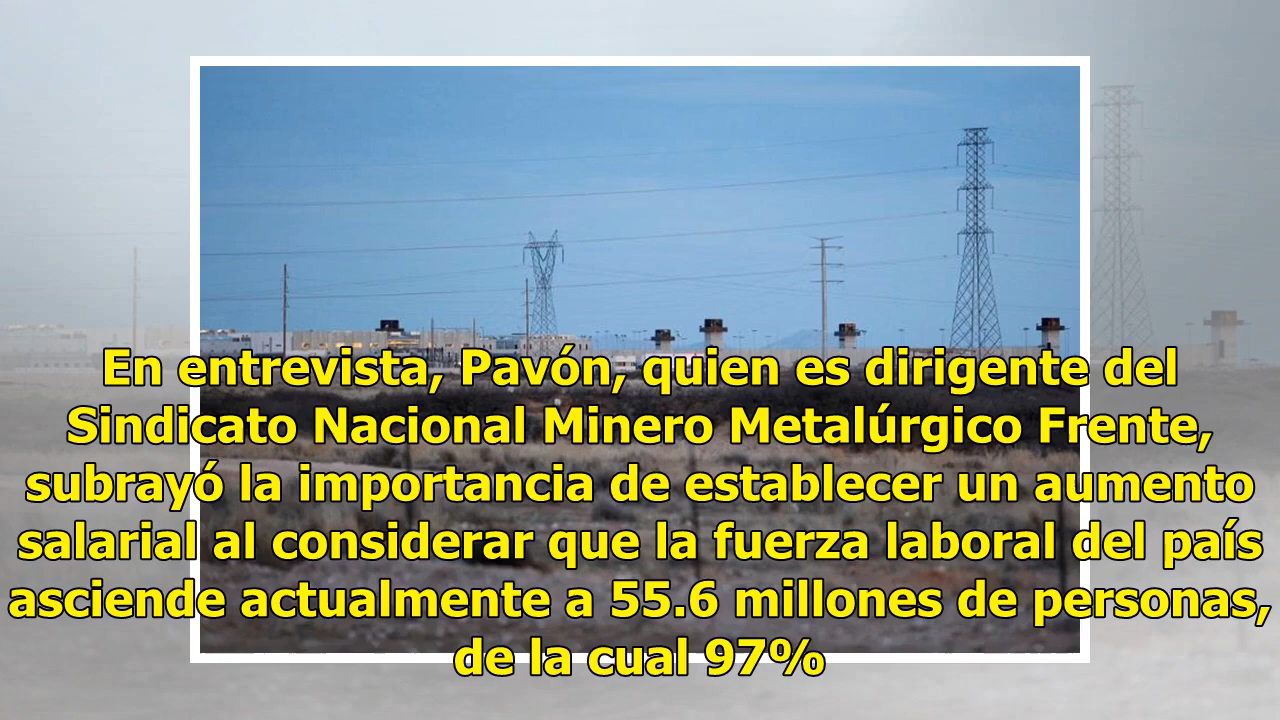 En entrevista, Pavón, quien es dirigente del
Sindicato Nacional Minero Metalúrgico Frente,
subrayó la importancia de establecer un aumento
salarial al considerar que la fuerza laboral del país
asciende actualmente a 55.6 millones de personas,
de la cual 97%